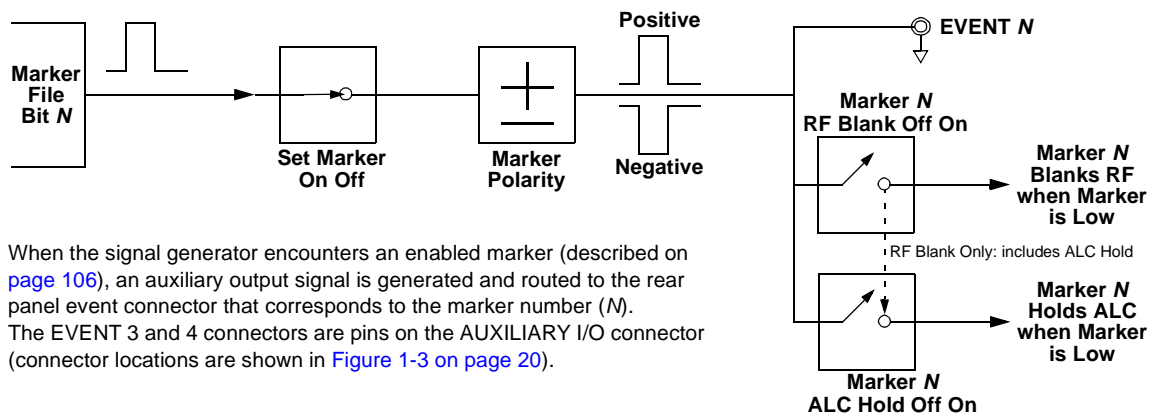 Positive
EVENT N
Marker
File
Bit N
Marker N
RF Blank Off On
Set Marker
On Off
Marker
Polarity
Negative
Marker N
Blanks RF
when Marker
is Low
When the signal generator encounters an enabled marker (described on
page 106), an auxiliary output signal is generated and routed to the rear
panel event connector that corresponds to the marker number (N).
The EVENT 3 and 4 connectors are pins on the AUXILIARY I/O connector
(connector locations are shown in Figure 1-3 on page 20).
RF Blank Only: includes ALC Hold
Marker N
Holds ALC
when Marker
is Low
Marker N
ALC Hold Off On